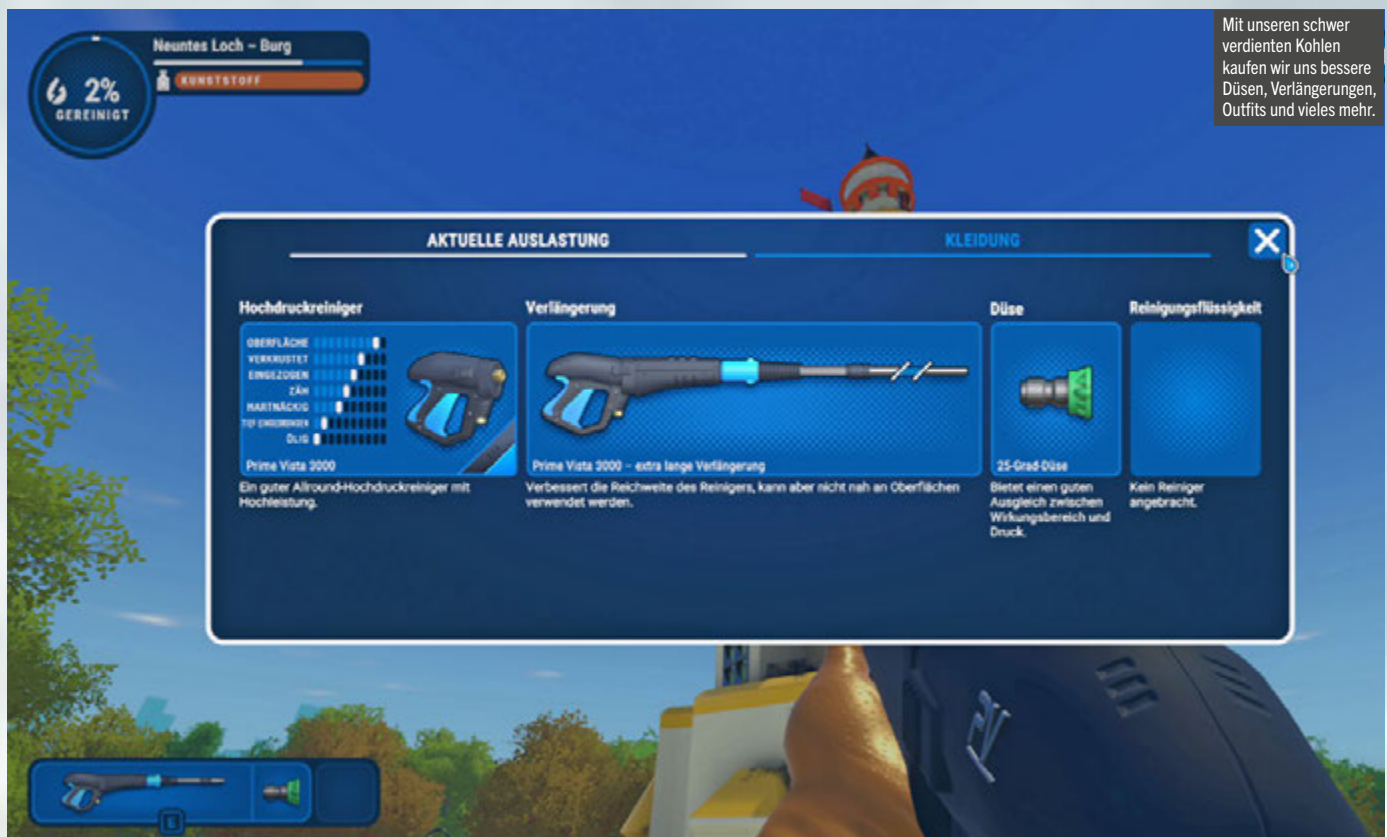 Mit unseren schwer
verdienten Kohlen
kaufen wir uns bessere
Düsen, Verlängerungen,
Outfits und vieles mehr.
Neuntes Loch – Burg
KUNSTSTOFF
2%
GEREINIGT
AKTUELLE AUSLASTUNG
KLEIDUNG
Hochdruckreiniger
OBERFLÄCHE
VERKRUSTET
EINGEZOGEN
ZÄH
HARTNÄCKIG
TIEF EINGEDRUNGEN
ÖLIG
Prime Vista 3000
Ein guter Allround-Hochdruckreiniger mit
Hochleistung.
Verlängerung
Prime Vista 3000 – extra lange Verlängerung
Verbessert die Reichweite des Reinigers, kann aber nicht nah an Oberflächen
verwendet werden.
Düse
25-Grad-Düse
Bietet einen guten
Ausgleich zwischen
Wirkungsbereich und
Druck.
Reinigungsflüssigkeit
Kein Reiniger
angebracht.
PV